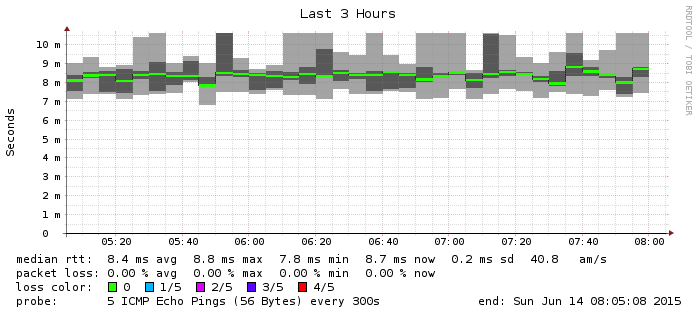 Last 3 Hours
RRDTOOL / TOBI OETIKER
Seconds
10 m
9 m
8 m
7 m
6 m
5 m
4 m
3 m
2 m
1 m
0
05:20 05:40 06:00 06:20 06:40 07:00 07:20 07:40 08:00
median rtt: 8.4 ms avg 8.8 ms max 7.8 ms min 8.7 ms now 0.2 ms sd 40.8 am/s
packet loss: 0.00 % avg 0.00 % max 0.00 % min 0.00 % now
loss color: 0 1/5 2/5 3/5 4/5
probe: 5 ICMP Echo Pings (56 Bytes) every 300s end: Sun Jun 14 08:05:08 2015